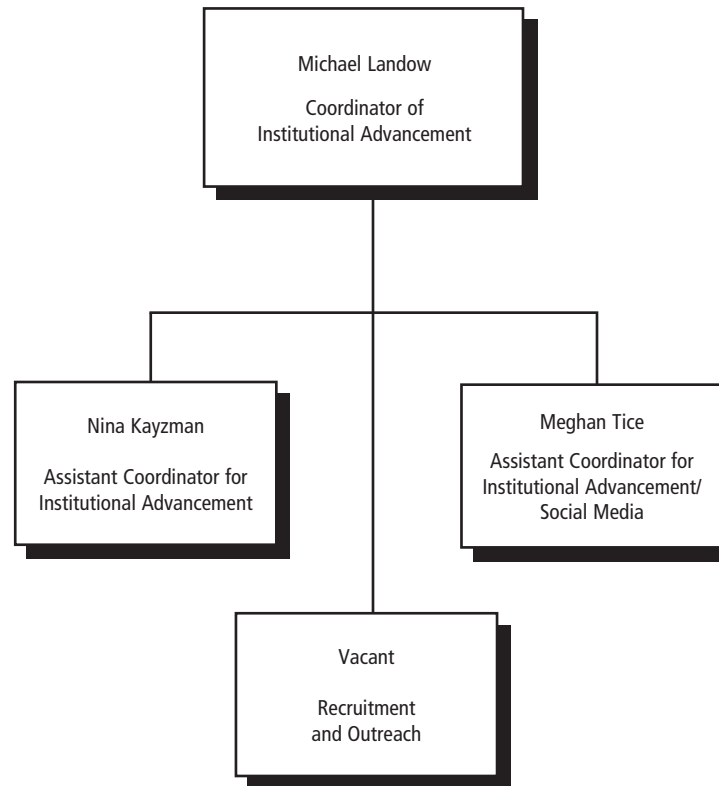 Michael Landow
Coordinator of
Institutional Advancement
Nina Kayzman
Assistant Coordinator for
Institutional Advancement
Meghan Tice
Assistant Coordinator for
Institutional Advancement/
Social Media
Vacant
Recruitment
and Outreach